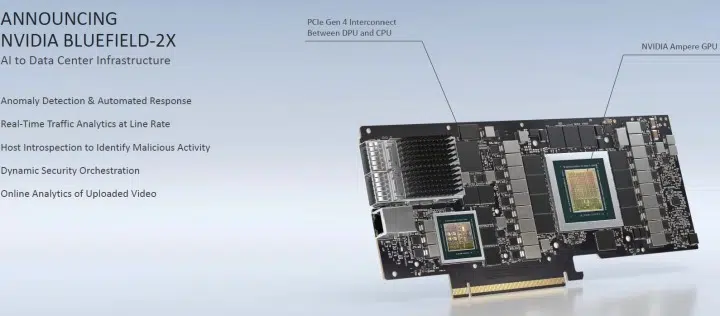 ANNOUNCING
NVIDIA BLUEFIELD-2X
AI to Data Center Infrastructure
Anomaly Detection & Automated Response
Real-Time Traffic Analytics at Line Rate
Host Introspection to Identify Malicious Activity
Dynamic Security Orchestration
Online Analytics of Uploaded Video
PCIe Gen 4 Interconnect
Between DPU and CPU
NVIDIA Ampere GPU